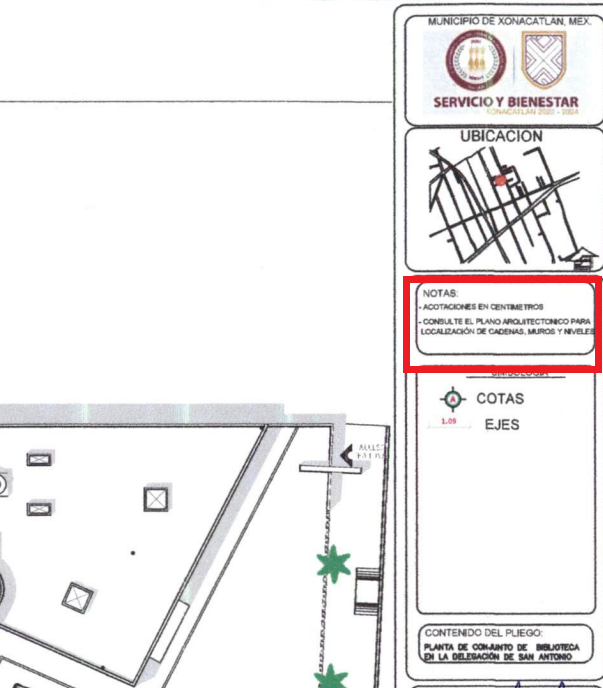 MUNICIPIO DE XONACATLAN, MEX.
SERVICIO Y BIENESTAR
XONACATLAN 2022 - 2024
UBICACION
NOTAS:
- ACOTACIONES EN CENTIMETROS
- CONSULTE EL PLANO ARQUITECTONICO PARA
LOCALIZACIÓN DE CADENAS, MUROS Y NIVELES
SIMBOLOGIA
A
COTAS
1.09
EJES
CONTENIDO DEL PLIEGO:
PLANTA DE CONJUNTO DE BIBLIOTECA
EN LA DELEGACIÓN DE SAN ANTONIO